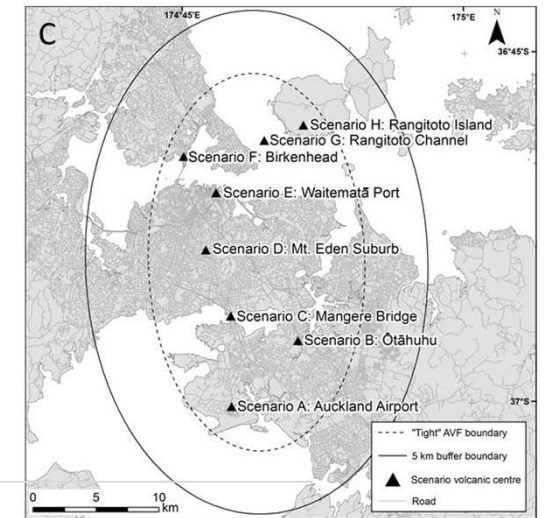 C
174°45'E
175°E
N
36°45'S
Scenario H: Rangitoto Island
Scenario G: Rangitoto Channel
Scenario F: Birkenhead
Scenario E: Waitematā Port
Scenario D: Mt. Eden Suburb
Scenario C: Mangere Bridge
Scenario B: Ōtāhuhu
Scenario A: Auckland Airport
37°S
"Tight" AVF boundary
5 km buffer boundary
Scenario volcanic centre
Road
0 5 10
km